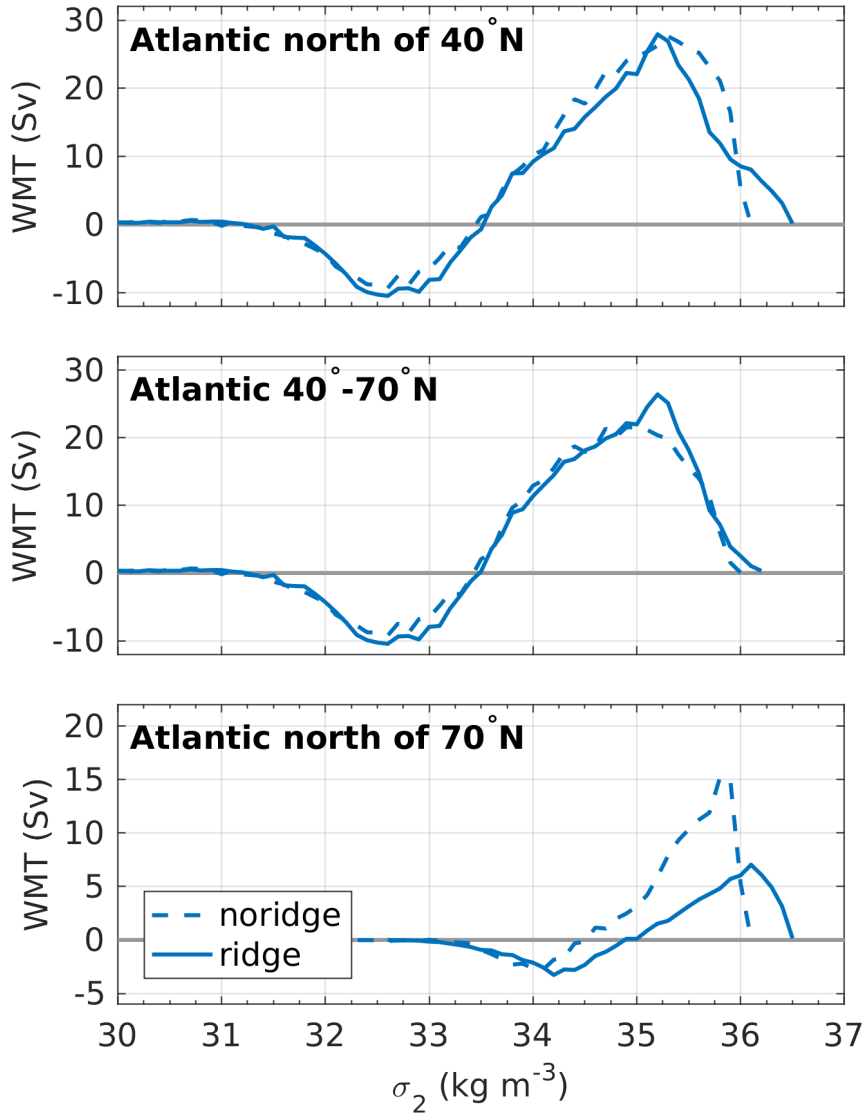 Atlantic north of 40°N
WMT (Sv)
30
20
10
0
-10
Atlantic 40°-70°N
WMT (Sv)
30
20
10
0
-10
Atlantic north of 70°N
WMT (Sv)
20
15
10
5
0
-5
noridge
ridge
30 31 32 33 34 35 36 37
σ₂ (kg m⁻³)